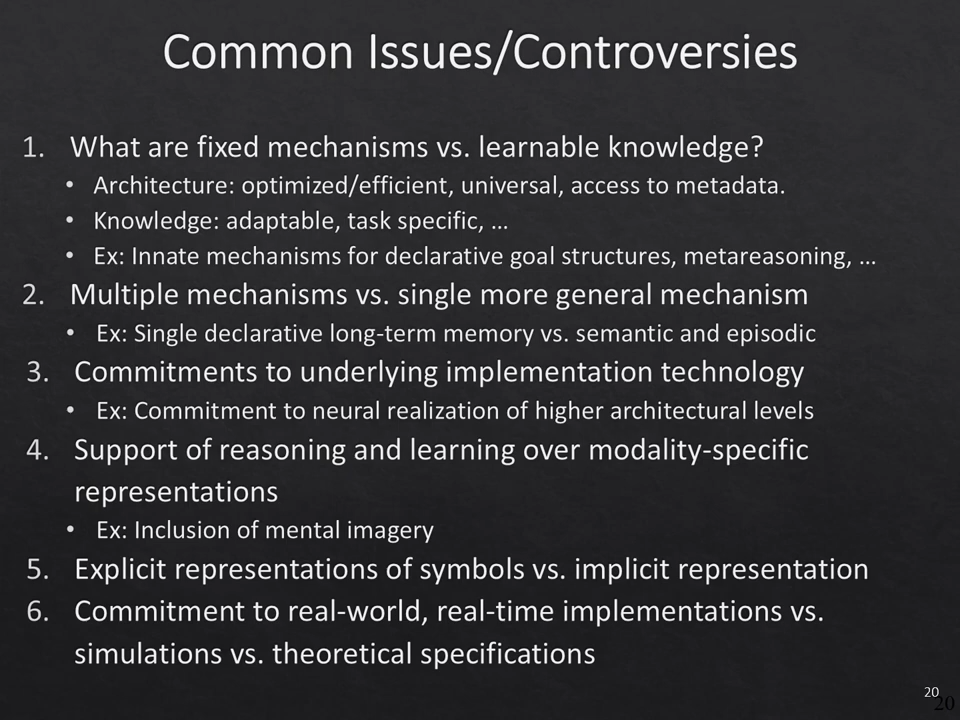 Common Issues/Controversies
1. What are fixed mechanisms vs. learnable knowledge?
• Architecture: optimized/efficient, universal, access to metadata.
• Knowledge: adaptable, task specific, …
• Ex: Innate mechanisms for declarative goal structures, metareasoning, …
2. Multiple mechanisms vs. single more general mechanism
• Ex: Single declarative long-term memory vs. semantic and episodic
3. Commitments to underlying implementation technology
• Ex: Commitment to neural realization of higher architectural levels
4. Support of reasoning and learning over modality-specific
representations
• Ex: Inclusion of mental imagery
5. Explicit representations of symbols vs. implicit representation
6. Commitment to real-world, real-time implementations vs.
simulations vs. theoretical specifications
20
20